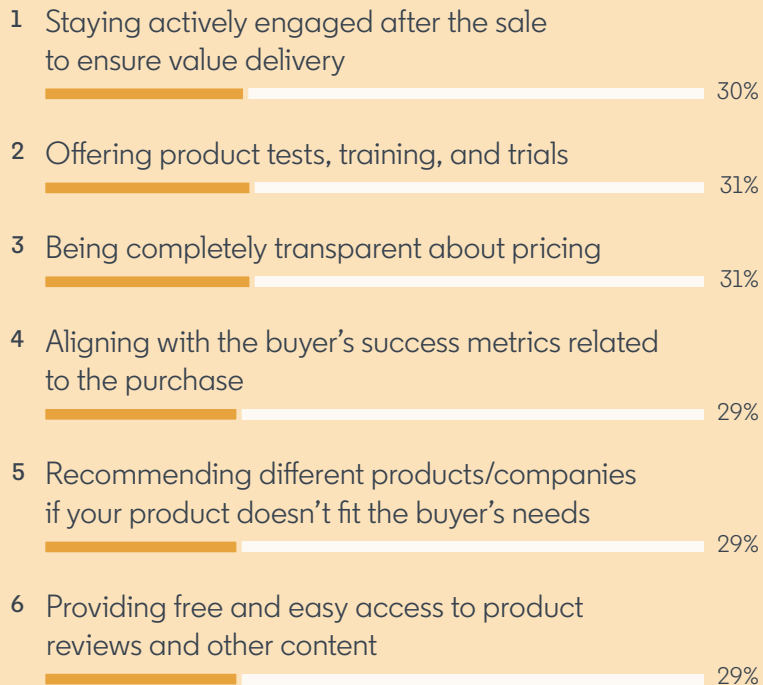 1 Staying actively engaged after the sale
to ensure value delivery
30%
2 Offering product tests, training, and trials
31%
3 Being completely transparent about pricing
31%
4 Aligning with the buyer’s success metrics related
to the purchase
29%
5 Recommending different products/companies
if your product doesn’t fit the buyer’s needs
29%
6 Providing free and easy access to product
reviews and other content
29%